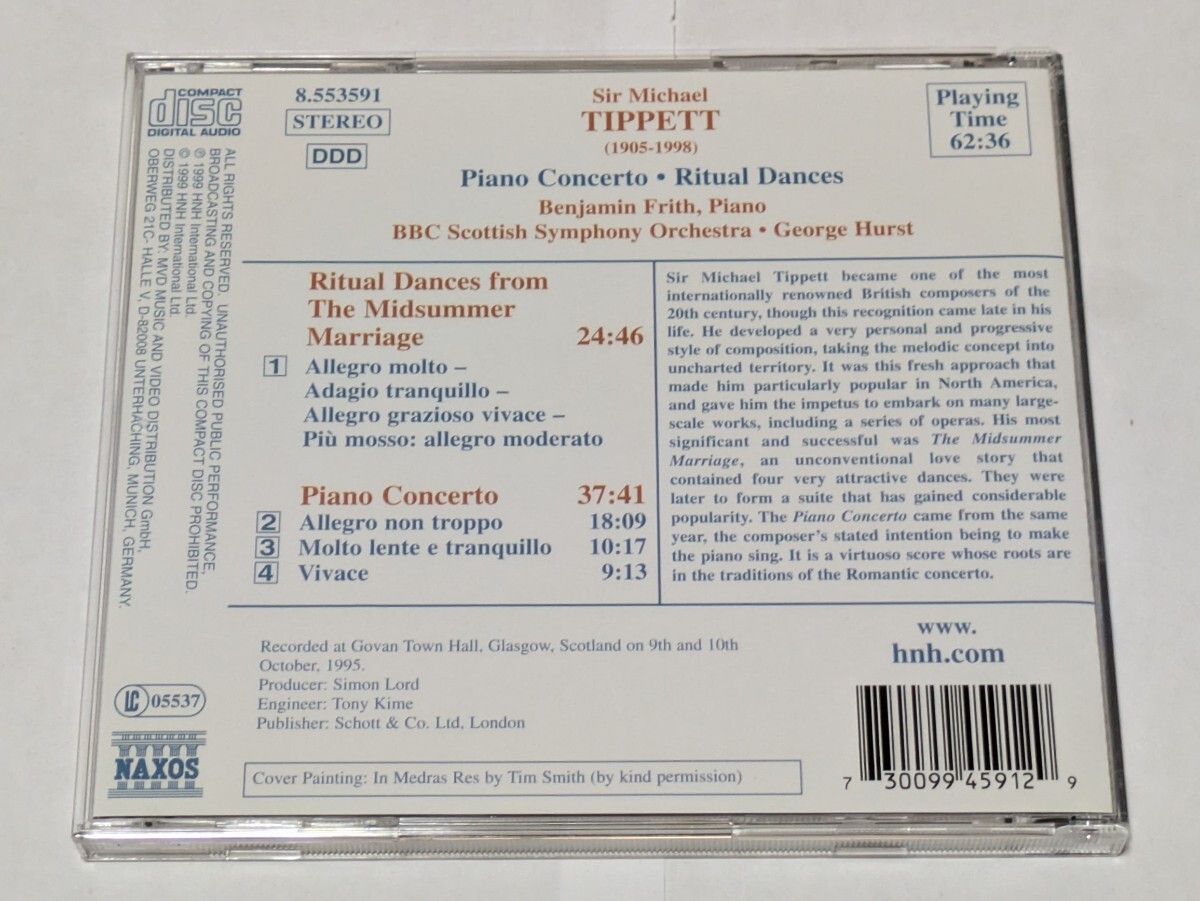 COMPACT
disc
DIGITAL AUDIO
8.553591
STEREO
DDD
Sir Michael
TIPPETT
(1905-1998)
Playing
Time
62:36
Piano Concerto • Ritual Dances
Benjamin Frith, Piano
BBC Scottish Symphony Orchestra • George Hurst
Ritual Dances from
The Midsummer
Marriage 24:46
1 Allegro molto –
Adagio tranquillo –
Allegro grazioso vivace –
Più mosso: allegro moderato
Piano Concerto 37:41
2 Allegro non troppo 18:09
3 Molto lente e tranquillo 10:17
4 Vivace 9:13
Sir Michael Tippett became one of the most
internationally renowned British composers of the
20th century, though this recognition came late in his
life. He developed a very personal and progressive
style of composition, taking the melodic concept into
uncharted territory. It was this fresh approach that
made him particularly popular in North America,
and gave him the impetus to embark on many large-
scale works, including a series of operas. His most
significant and successful was The Midsummer
Marriage, an unconventional love story that
contained four very attractive dances. They were
later to form a suite that has gained considerable
popularity. The Piano Concerto came from the same
year, the composer's stated intention being to make
the piano sing. It is a virtuoso score whose roots are
in the traditions of the Romantic concerto.
ALL RIGHTS RESERVED. UNAUTHORISED PUBLIC PERFORMANCE,
BROADCASTING AND COPYING OF THIS COMPACT DISC PROHIBITED.
℗ 1999 HNH International Ltd.
© 1999 HNH International Ltd.
DISTRIBUTED BY: MVD MUSIC AND VIDEO DISTRIBUTION GmbH,
OBERWEG 21C- HALLE V, D-82008 UNTERHACHING, MUNICH, GERMANY.
Recorded at Govan Town Hall, Glasgow, Scotland on 9th and 10th
October, 1995.
Producer: Simon Lord
Engineer: Tony Kime
Publisher: Schott & Co. Ltd, London
www.
hnh.com
LC 05537
NAXOS
Cover Painting: In Medras Res by Tim Smith (by kind permission)
7 30099 45912 9